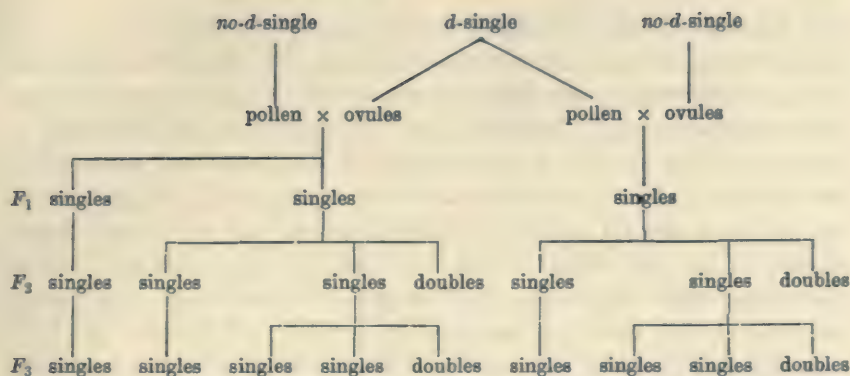 no-d-single d-single no-d-single
pollen × ovules pollen × ovules
F₁ singles singles singles
F₂ singles singles singles doubles singles singles doubles
F₃ singles singles singles singles doubles singles singles singles doubles